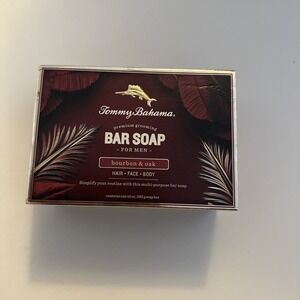 Tommy Bahama
premium grooming
BAR SOAP
- FOR MEN -
bourbon & oak
HAIR • FACE • BODY
Simplify your routine with this multi-purpose bar soap